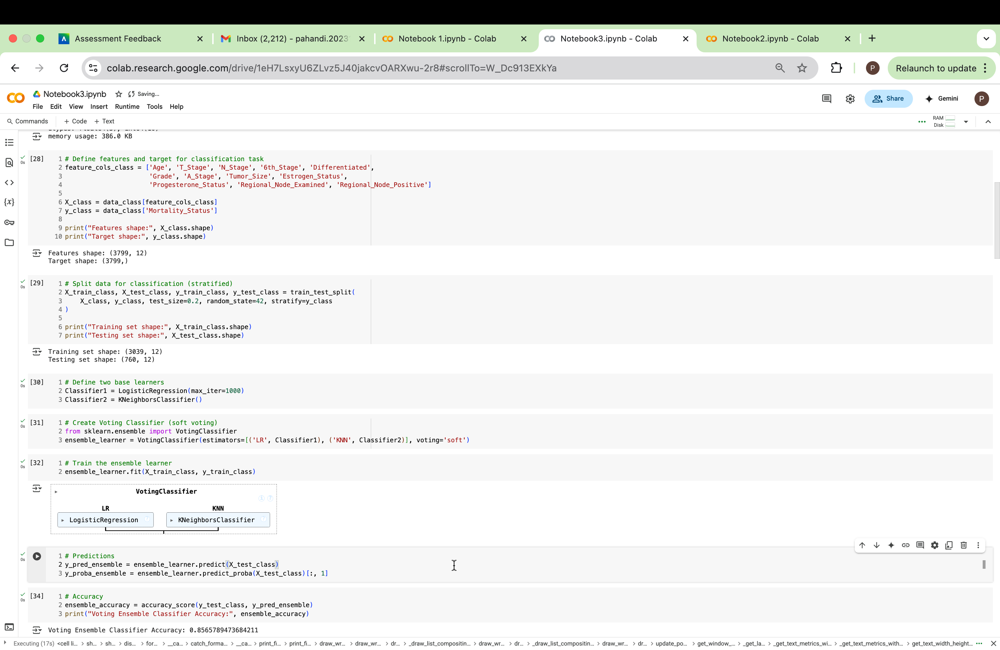 Assessment Feedback
Inbox (2,212) - pahandi.2023
Notebook 1.ipynb - Colab
Notebook3.ipynb - Colab
Notebook2.ipynb - Colab
colab.research.google.com/drive/1eH7LsxyU6ZLvz5J40jakcvOARXwu-2r8#scrollTo=W_Dc913EXkYa
P
Relaunch to update
Notebook3.ipynb
Saving...
File Edit View Insert Runtime Tools Help
Share
Gemini
P
Commands + Code + Text
RAM
Disk
memory usage: 386.0 KB
0s
[28]
1 # Define features and target for classification task
2 feature_cols_class = ['Age', 'T_Stage', 'N_Stage', '6th_Stage', 'Differentiated',
3 'Grade', 'A_Stage', 'Tumor_Size', 'Estrogen_Status',
4 'Progesterone_Status', 'Regional_Node_Examined', 'Regional_Node_Positive']
5
6 X_class = data_class[feature_cols_class]
7 y_class = data_class['Mortality_Status']
8
9 print("Features shape:", X_class.shape)
10 print("Target shape:", y_class.shape)
Features shape: (3799, 12)
Target shape: (3799,)
0s
[29]
1 # Split data for classification (stratified)
2 X_train_class, X_test_class, y_train_class, y_test_class = train_test_split(
3 X_class, y_class, test_size=0.2, random_state=42, stratify=y_class
4 )
5
6 print("Training set shape:", X_train_class.shape)
7 print("Testing set shape:", X_test_class.shape)
Training set shape: (3039, 12)
Testing set shape: (760, 12)
0s
[30]
1 # Define two base learners
2 Classifier1 = LogisticRegression(max_iter=1000)
3 Classifier2 = KNeighborsClassifier()
0s
[31]
1 # Create Voting Classifier (soft voting)
2 from sklearn.ensemble import VotingClassifier
3 ensemble_learner = VotingClassifier(estimators=[('LR', Classifier1), ('KNN', Classifier2)], voting='soft')
0s
[32]
1 # Train the ensemble learner
2 ensemble_learner.fit(X_train_class, y_train_class)
VotingClassifier
LR KNN
LogisticRegression KNeighborsClassifier
0s
1 # Predictions
2 y_pred_ensemble = ensemble_learner.predict(X_test_class)
3 y_proba_ensemble = ensemble_learner.predict_proba(X_test_class)[:, 1]
0s
[34]
1 # Accuracy
2 ensemble_accuracy = accuracy_score(y_test_class, y_pred_ensemble)
3 print("Voting Ensemble Classifier Accuracy:", ensemble_accuracy)
Voting Ensemble Classifier Accuracy: 0.8565789473684211
Executing (17s) <cell li... > sh... > sh... > dis... > for... > __ca... > catch_forma... > __ca... > print_fi... > print_fi... > draw_wr... > draw_wr... > dr... > _draw_list_compositin... > draw_wr... > dr... > _draw_list_compositin... > draw_wr... > dr... > update_po... > get_window_... > _get_la... > _get_text_metrics_wi... > _get_text_metrics_with... > get_text_width_height...